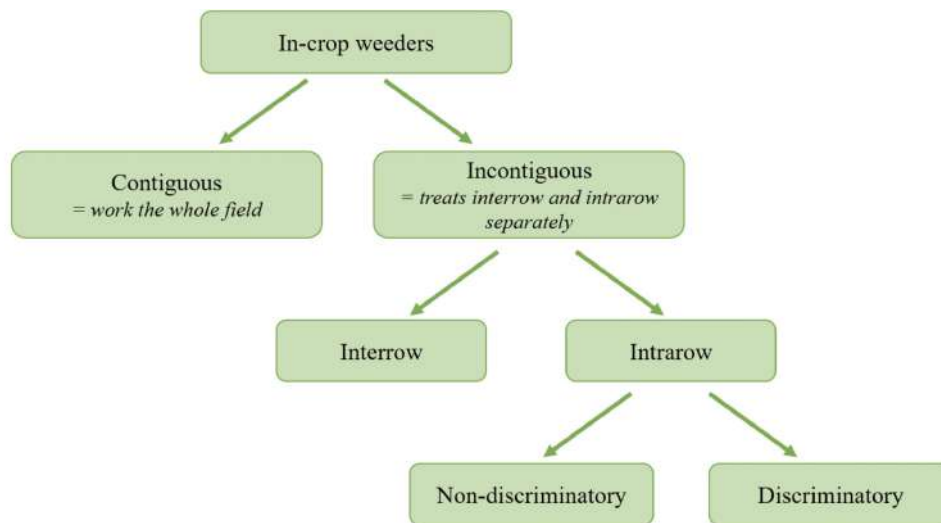 In-crop weeders
Contiguous
= work the whole field
Incontiguous
= treats interrow and intrarow
separately
Interrow
Intrarow
Non-discriminatory
Discriminatory